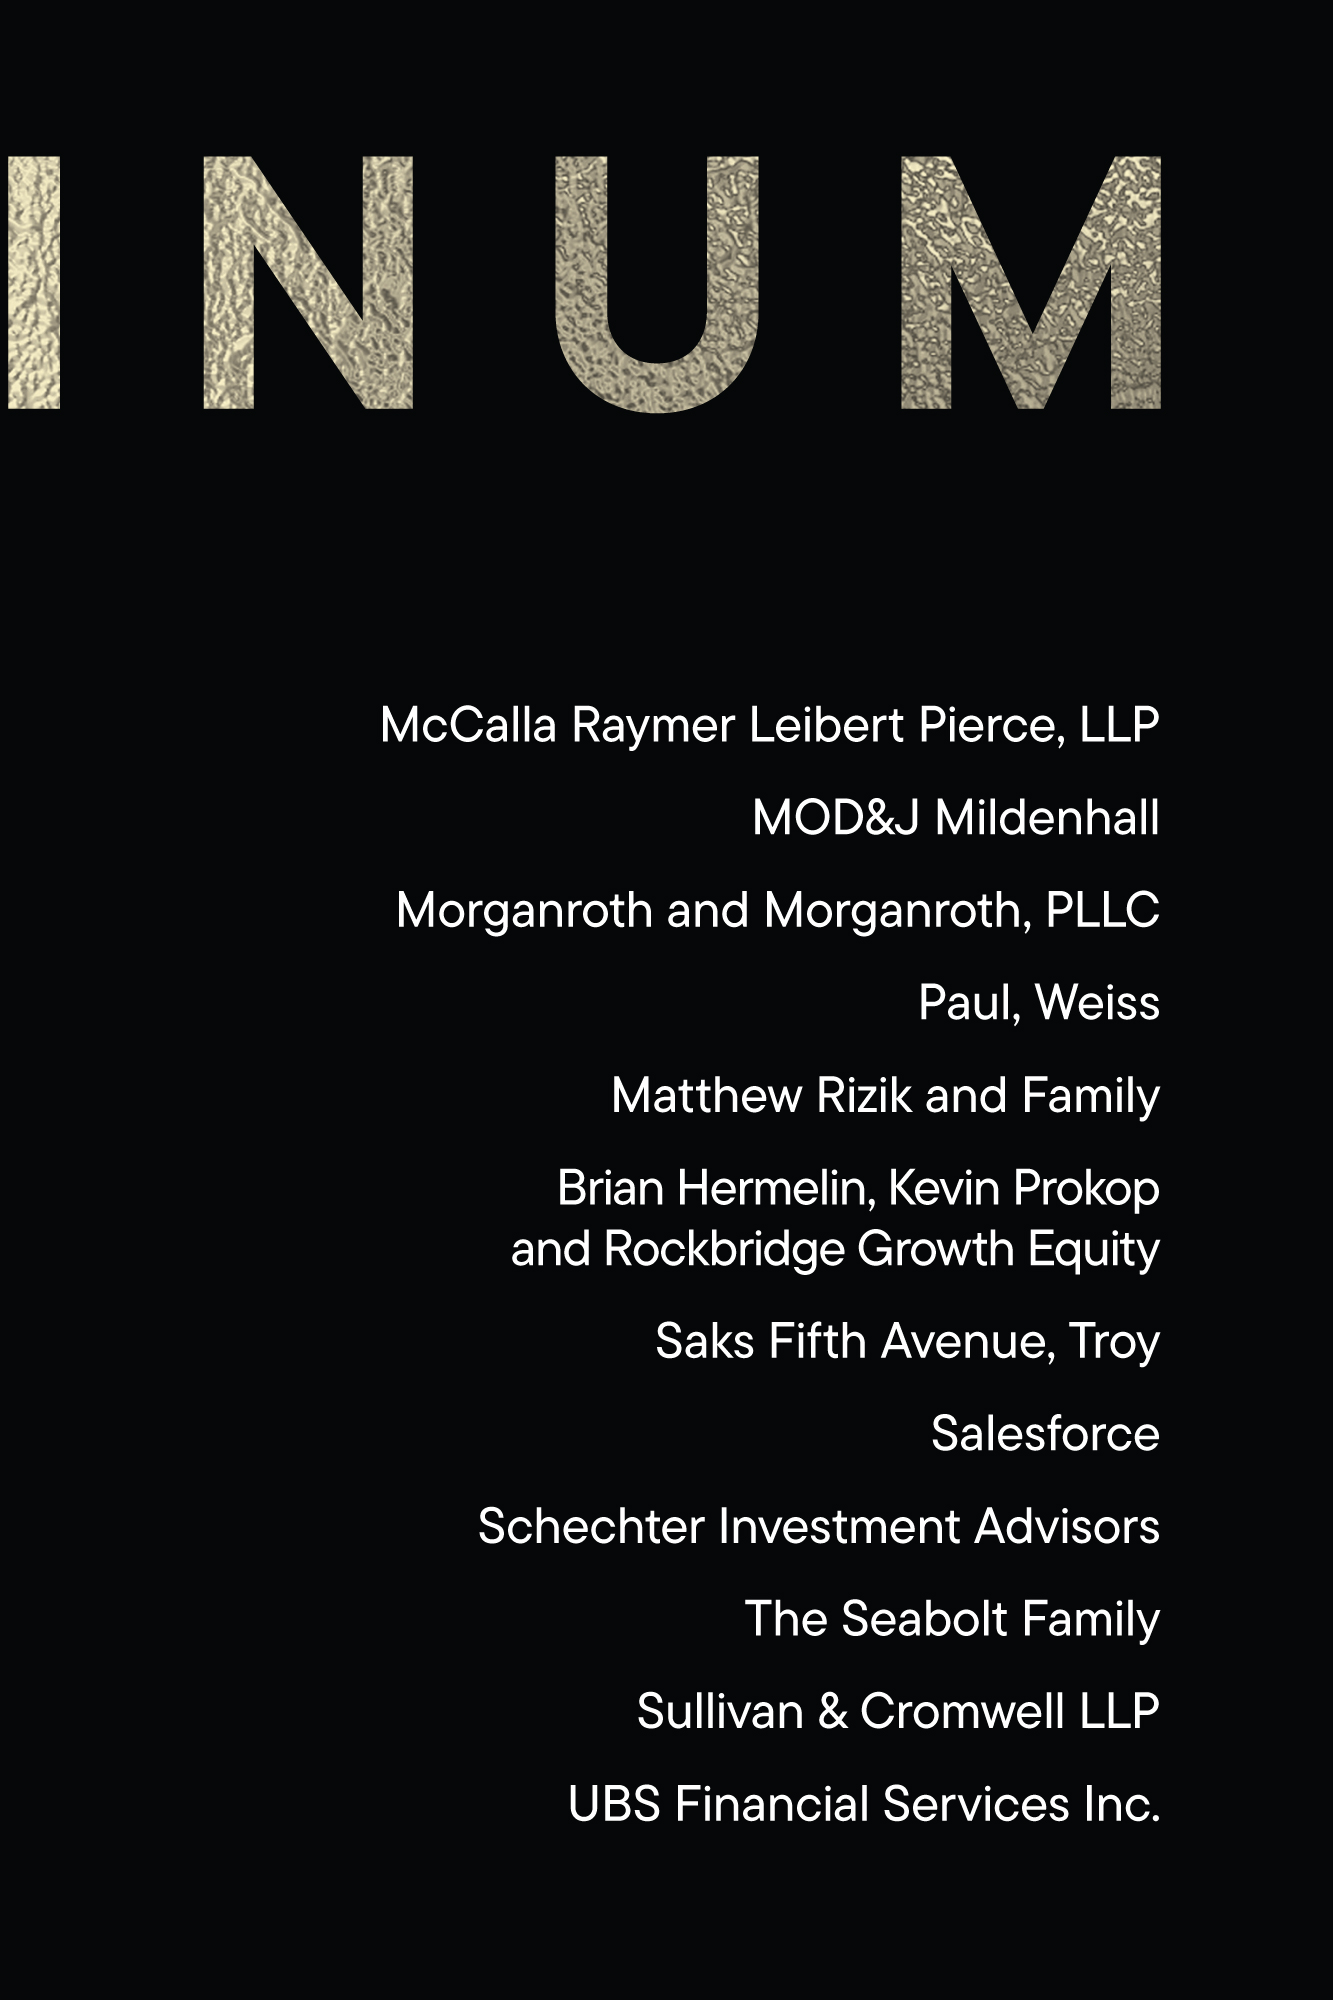 INUM
McCalla Raymer Leibert Pierce, LLP
MOD&J Mildenhall
Morganroth and Morganroth, PLLC
Paul, Weiss
Matthew Rizik and Family
Brian Hermelin, Kevin Prokop
and Rockbridge Growth Equity
Saks Fifth Avenue, Troy
Salesforce
Schechter Investment Advisors
The Seabolt Family
Sullivan & Cromwell LLP
UBS Financial Services Inc.